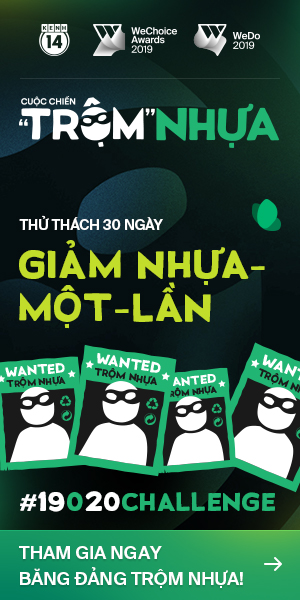 KENH
14
WeChoice
Awards
2019
WeDo
2019
CUỘC CHIẾN
“TRỘM” NHỰA
THỬ THÁCH 30 NGÀY
GIẢM NHỰA-
MỘT-LẦN
WANTED
TRỘM NHỰA
WANTED
TRỘM NHỰA
WANTED
TRỘM NHỰA
WANTED
TRỘM NHỰA
#19020CHALLENGE
THAM GIA NGAY
BĂNG ĐẢNG TRỘM NHỰA!